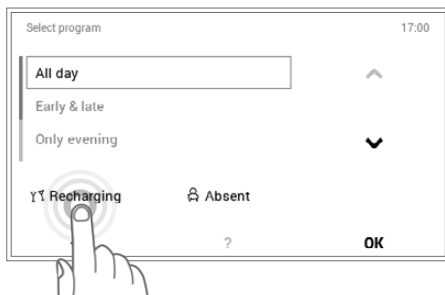 Select program 17:00
All day
Early & late
Only evening
Recharging Absent
? OK